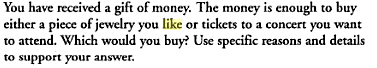 You have received a gift of money. The money is enough to buy
either a piece of jewelry you like or tickets to a concert you want
to attend. Which would you buy? Use specific reasons and details
to support your answer.